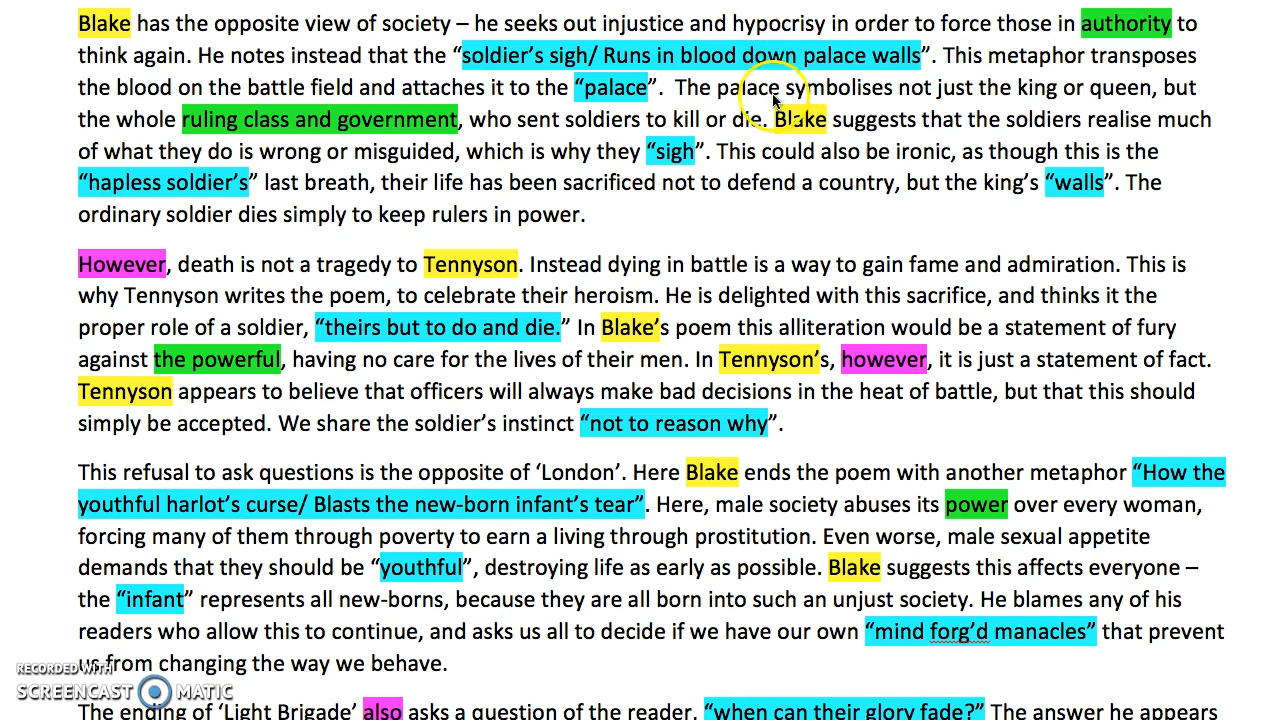 Blake has the opposite view of society – he seeks out injustice and hypocrisy in order to force those in authority to
think again. He notes instead that the “soldier’s sigh/ Runs in blood down palace walls”. This metaphor transposes
the blood on the battle field and attaches it to the “palace”.  The palace symbolises not just the king or queen, but
the whole ruling class and government, who sent soldiers to kill or die. Blake suggests that the soldiers realise much
of what they do is wrong or misguided, which is why they “sigh”. This could also be ironic, as though this is the
“hapless soldier’s” last breath, their life has been sacrificed not to defend a country, but the king’s “walls”. The
ordinary soldier dies simply to keep rulers in power.
However, death is not a tragedy to Tennyson. Instead dying in battle is a way to gain fame and admiration. This is
why Tennyson writes the poem, to celebrate their heroism. He is delighted with this sacrifice, and thinks it the
proper role of a soldier, “theirs but to do and die.” In Blake’s poem this alliteration would be a statement of fury
against the powerful, having no care for the lives of their men. In Tennyson’s, however, it is just a statement of fact.
Tennyson appears to believe that officers will always make bad decisions in the heat of battle, but that this should
simply be accepted. We share the soldier’s instinct “not to reason why”.
This refusal to ask questions is the opposite of ‘London’. Here Blake ends the poem with another metaphor “How the
youthful harlot’s curse/ Blasts the new-born infant’s tear”. Here, male society abuses its power over every woman,
forcing many of them through poverty to earn a living through prostitution. Even worse, male sexual appetite
demands that they should be “youthful”, destroying life as early as possible. Blake suggests this affects everyone –
the “infant” represents all new-borns, because they are all born into such an unjust society. He blames any of his
readers who allow this to continue, and asks us all to decide if we have our own “mind forg’d manacles” that prevent
us from changing the way we behave.
RECORDED WITH
SCREENCAST MATIC
The ending of ‘Light Brigade’ also asks a question of the reader, “when can their glory fade?” The answer he appears